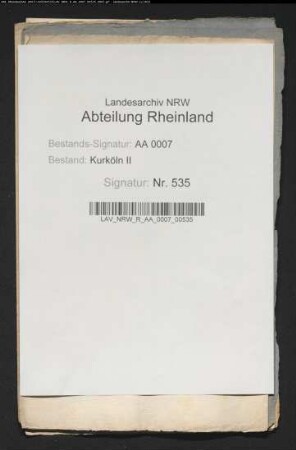 Landesarchiv NRW
Abteilung Rheinland
Bestands-Signatur: AA 0007
Bestand: Kurköln II
Signatur: Nr. 535
LAV_NRW_R_AA_0007_00535